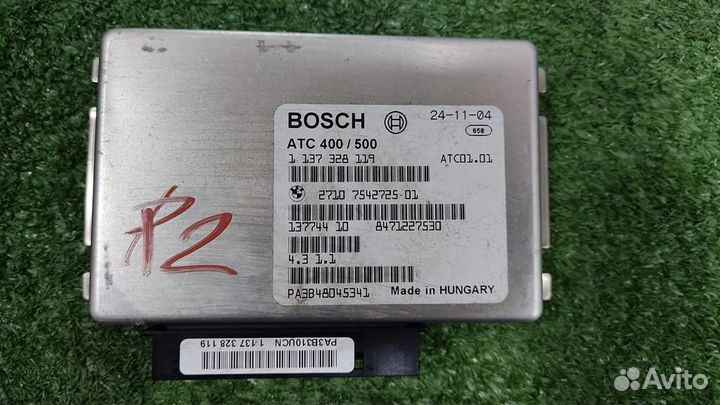 BOSCH
24-11-04
658
ATC 400 / 500
1 137 328 119 ATC01.01
2710 7542725-01
137744 10 8471227530
4.3 1.1
PA3B48045341 Made in HUNGARY
P2
PA3B310UCN 1 137 328 119
Avito